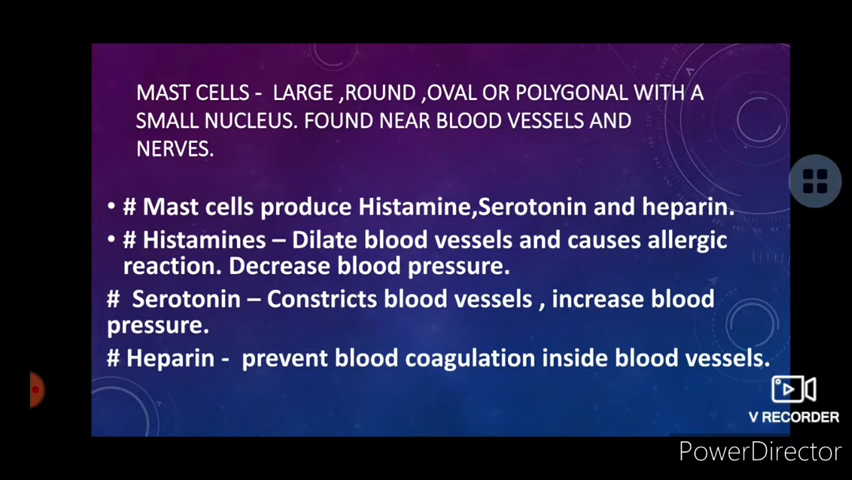 MAST CELLS - LARGE ,ROUND ,OVAL OR POLYGONAL WITH A
SMALL NUCLEUS. FOUND NEAR BLOOD VESSELS AND
NERVES.
• # Mast cells produce Histamine,Serotonin and heparin.
• # Histamines – Dilate blood vessels and causes allergic
reaction. Decrease blood pressure.
# Serotonin – Constricts blood vessels , increase blood
pressure.
# Heparin - prevent blood coagulation inside blood vessels.
V RECORDER
PowerDirector